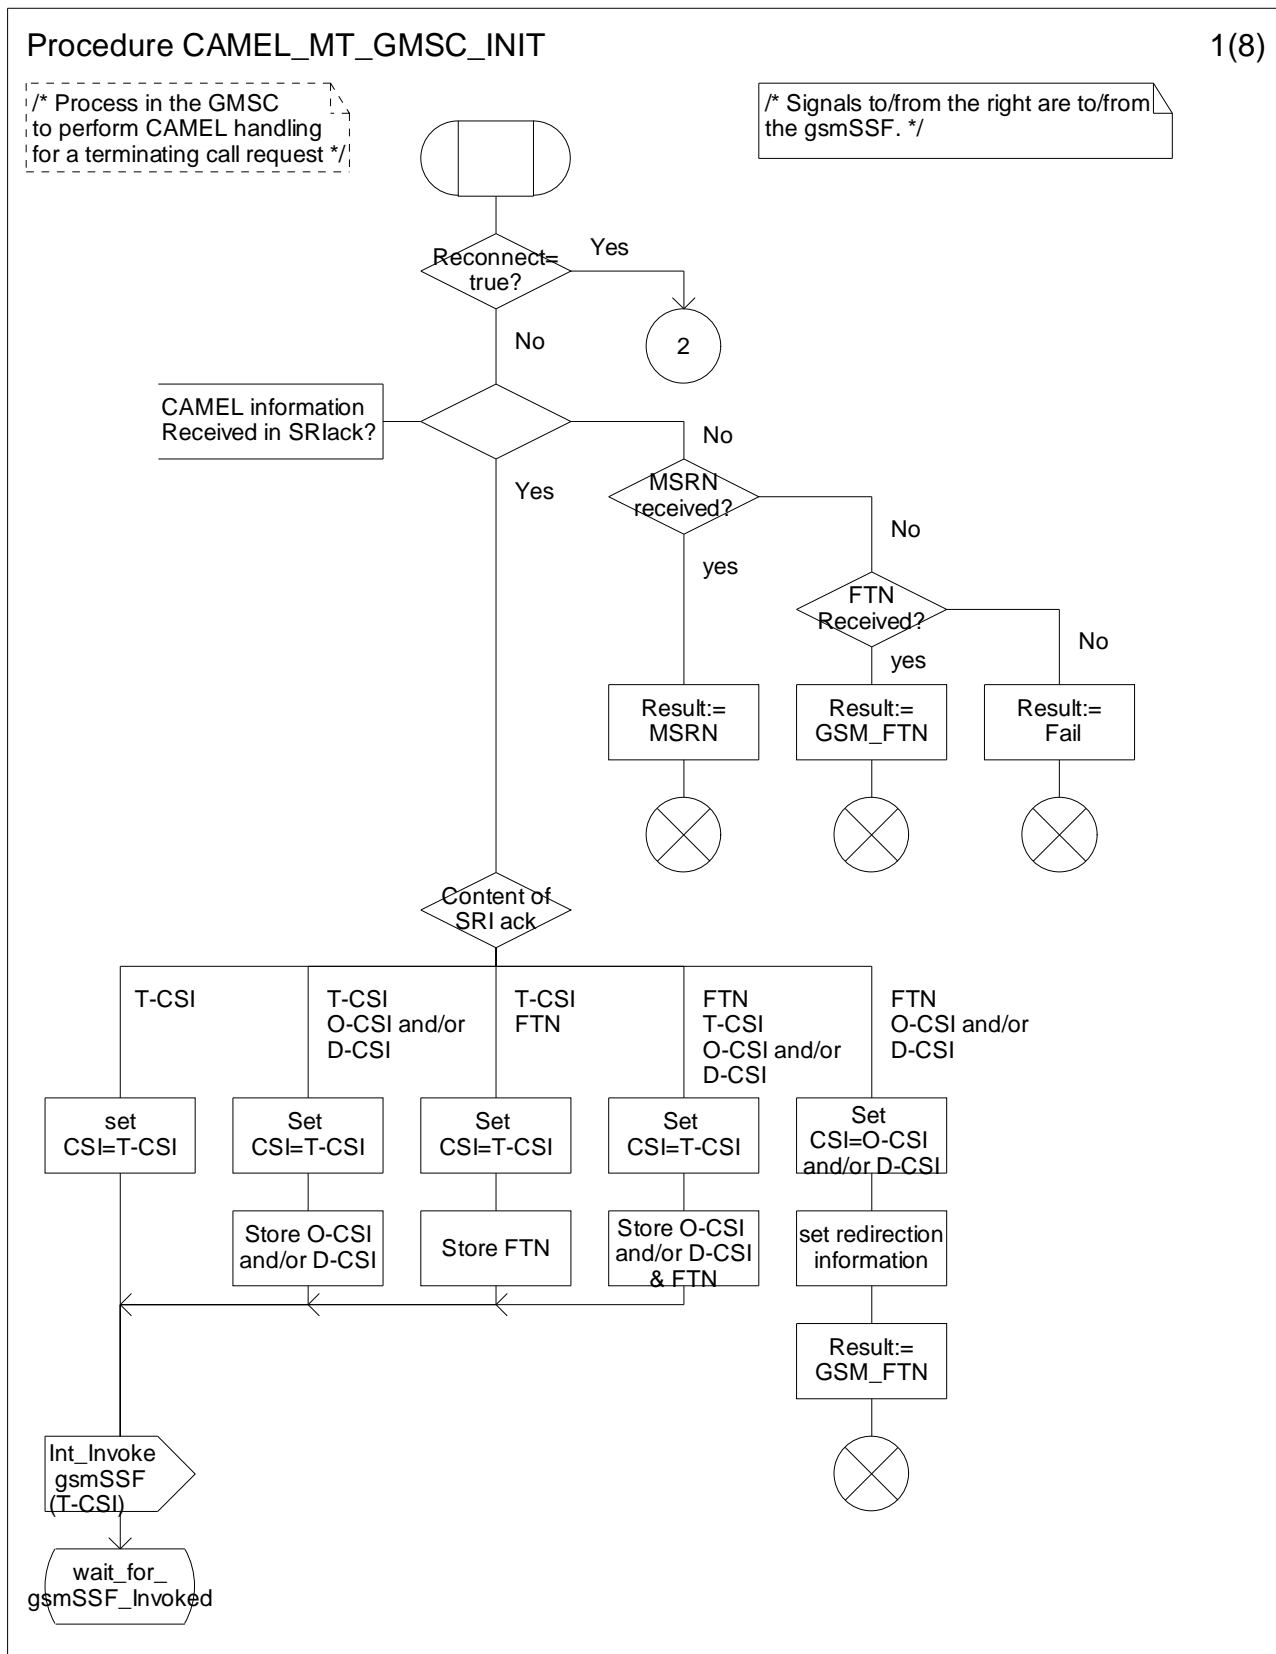 Procedure CAMEL_MT_GMSC_INIT
1(8)
/* Process in the GMSC
to perform CAMEL handling
for a terminating call request */
/* Signals to/from the right are to/from
the gsmSSF. */
Reconnect=
true?
Yes
No
2
CAMEL information
Received in SRIack?
No
Yes
MSRN
received?
No
yes
FTN
Received?
No
yes
Result:=
MSRN
Result:=
GSM_FTN
Result:=
Fail
Content of
SRI ack
T-CSI
T-CSI
O-CSI and/or
D-CSI
T-CSI
FTN
FTN
T-CSI
O-CSI and/or
D-CSI
FTN
O-CSI and/or
D-CSI
set
CSI=T-CSI
Set
CSI=T-CSI
Set
CSI=T-CSI
Set
CSI=T-CSI
Set
CSI=O-CSI
and/or D-CSI
Store O-CSI
and/or D-CSI
Store FTN
Store O-CSI
and/or D-CSI
& FTN
set redirection
information
Result:=
GSM_FTN
Int_Invoke
gsmSSF
(T-CSI)
wait_for_
gsmSSF_Invoked